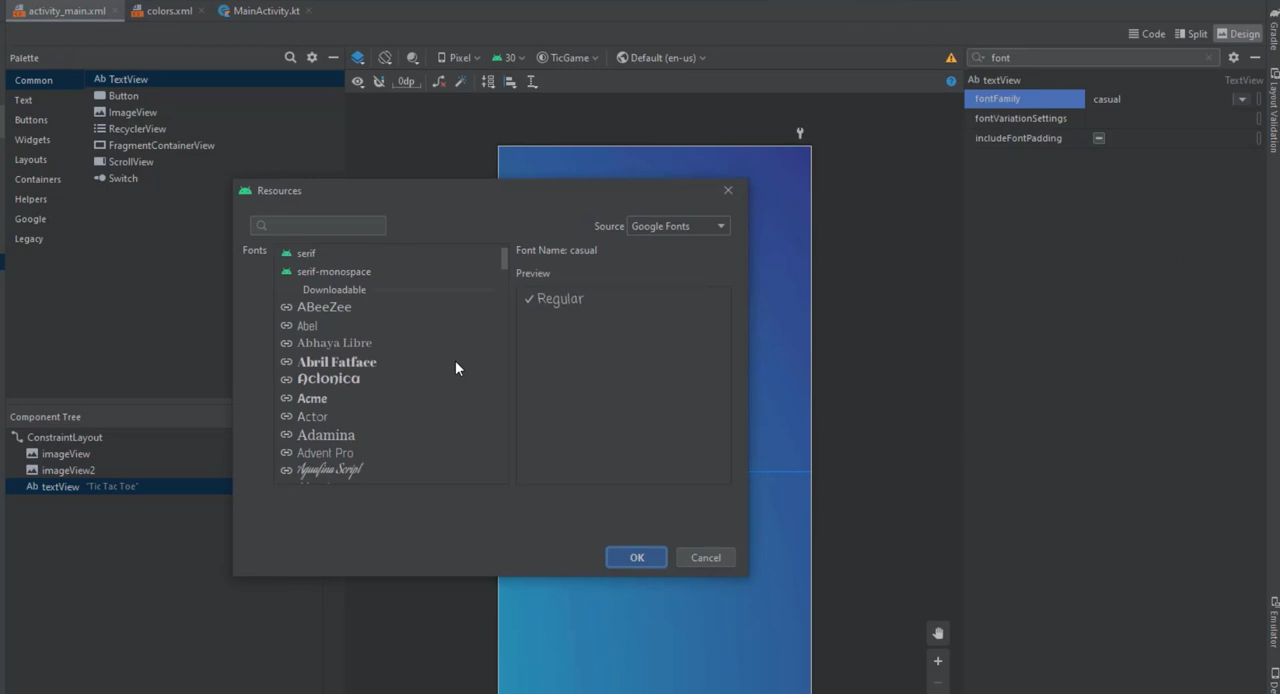 activity_main.xml
colors.xml
MainActivity.kt
Gradle
Code
Split
Design
Palette
Pixel
30
TicGame
Default (en-us)
font
Common
Ab TextView
0dp
Ab textView
TextView
Text
Button
fontFamily
casual
Buttons
ImageView
fontVariationSettings
Widgets
RecyclerView
includeFontPadding
Layouts
FragmentContainerView
Containers
ScrollView
Helpers
Switch
Google
Legacy
Layout Validation
Resources
Source
Google Fonts
Fonts
serif
Font Name: casual
serif-monospace
Preview
Downloadable
Regular
ABeeZee
Abel
Abhaya Libre
Abril Fatface
Aclonica
Acme
Actor
Adamina
Advent Pro
Aguafina Script
OK
Cancel
Component Tree
ConstraintLayout
imageView
imageView2
Ab textView
"Tic Tac Toe"
Emulator